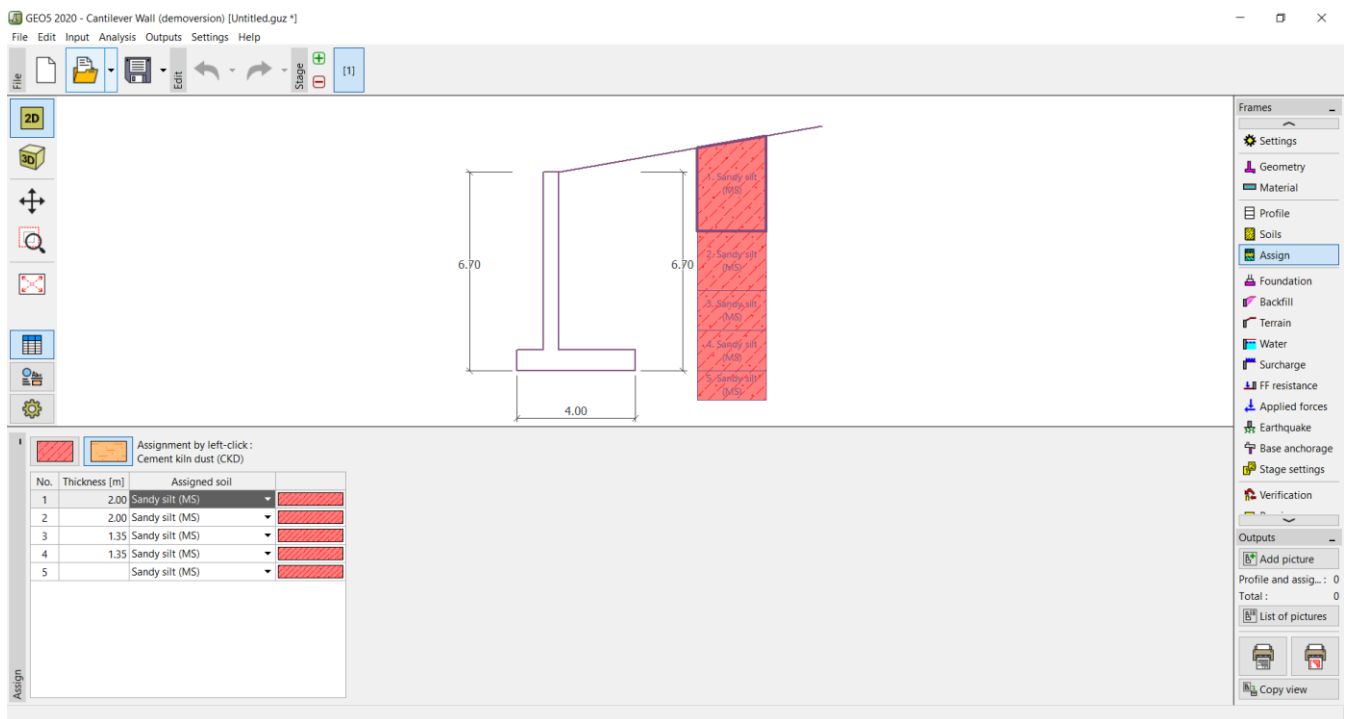 GEO5 2020 - Cantilever Wall (demoversion) [Untitled.guz *]
File Edit Input Analysis Outputs Settings Help
File
Edit
Stage
[1]
2D
3D
6.70
4.00
6.70
1. Sandy silt
(MS)
2. Sandy silt
(MS)
3. Sandy silt
(MS)
4. Sandy silt
(MS)
5. Sandy silt
(MS)
Frames
Settings
Geometry
Material
Profile
Soils
Assign
Foundation
Backfill
Terrain
Water
Surcharge
FF resistance
Applied forces
Earthquake
Base anchorage
Stage settings
Verification
Outputs
Add picture
Profile and assig... : 0
Total : 0
List of pictures
Copy view
Assign
Assignment by left-click :
Cement kiln dust (CKD)
No. Thickness [m] Assigned soil
1 2.00 Sandy silt (MS)
2 2.00 Sandy silt (MS)
3 1.35 Sandy silt (MS)
4 1.35 Sandy silt (MS)
5 Sandy silt (MS)